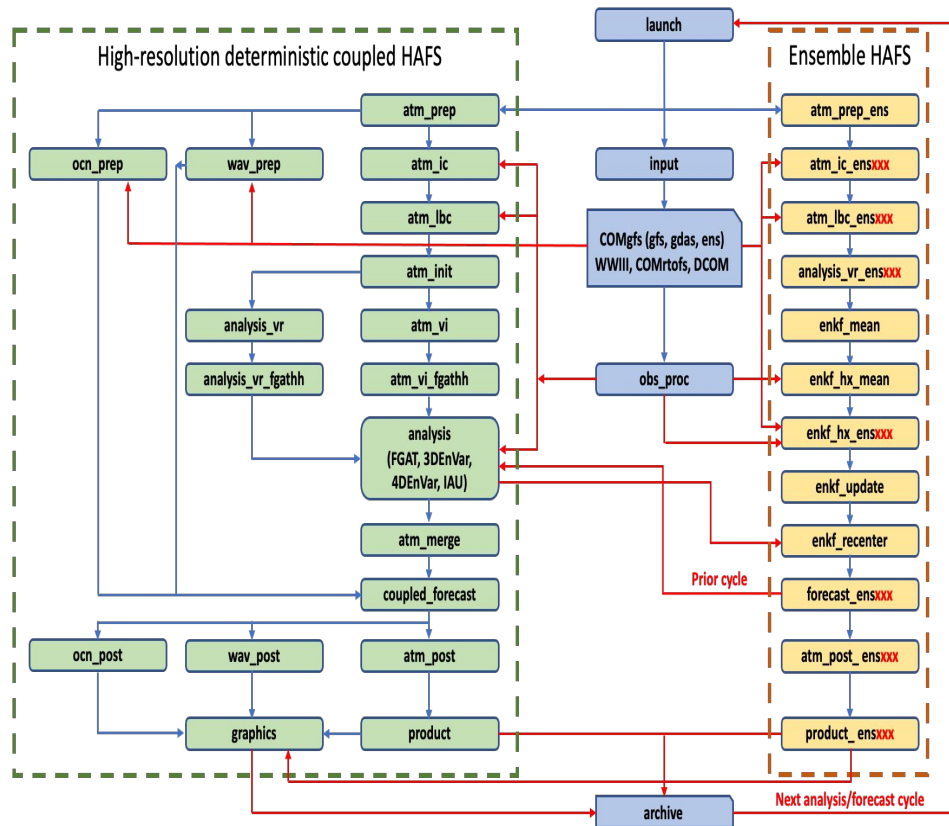 launch
High-resolution deterministic coupled HAFS
Ensemble HAFS
atm_prep
atm_prep_ens
ocn_prep
wav_prep
atm_ic
input
atm_ic_ensxxx
atm_lbc
COMgfs (gfs, gdas, ens)
WWIII, COMrtofs, DCOM
atm_lbc_ensxxx
atm_init
analysis_vr_ensxxx
analysis_vr
atm_vi
enkf_mean
analysis_vr_fgathh
atm_vi_fgathh
obs_proc
enkf_hx_mean
analysis
(FGAT, 3DEnVar,
4DEnVar, IAU)
enkf_hx_ensxxx
enkf_update
atm_merge
enkf_recenter
Prior cycle
coupled_forecast
forecast_ensxxx
ocn_post
wav_post
atm_post
atm_post_ensxxx
graphics
product
product_ensxxx
archive
Next analysis/forecast cycle